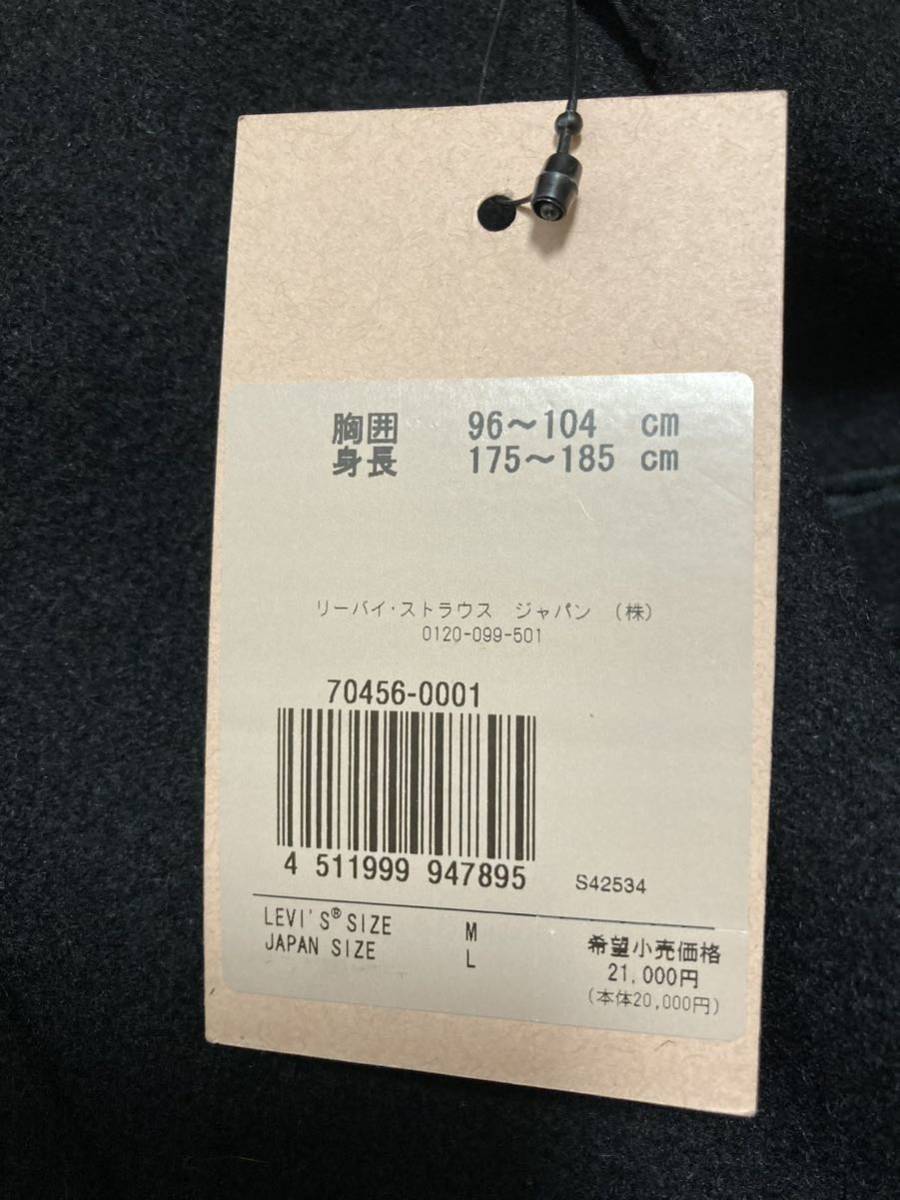 胸囲 96～104 cm
身長 175～185 cm
リーバイ・ストラウス ジャパン （株）
0120-099-501
70456-0001
4 511999 947895
S42534
LEVI'S® SIZE M
JAPAN SIZE L
希望小売価格
21,000円
（本体20,000円）